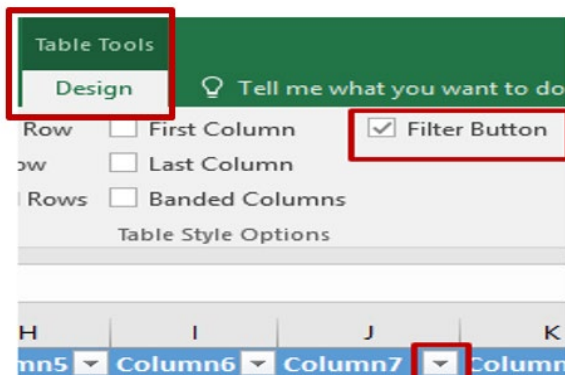 Table Tools
Design Tell me what you want to do
Row First Column Filter Button
Last Column
Rows Banded Columns
Table Style Options
H I J K
Column6 Column7 Column